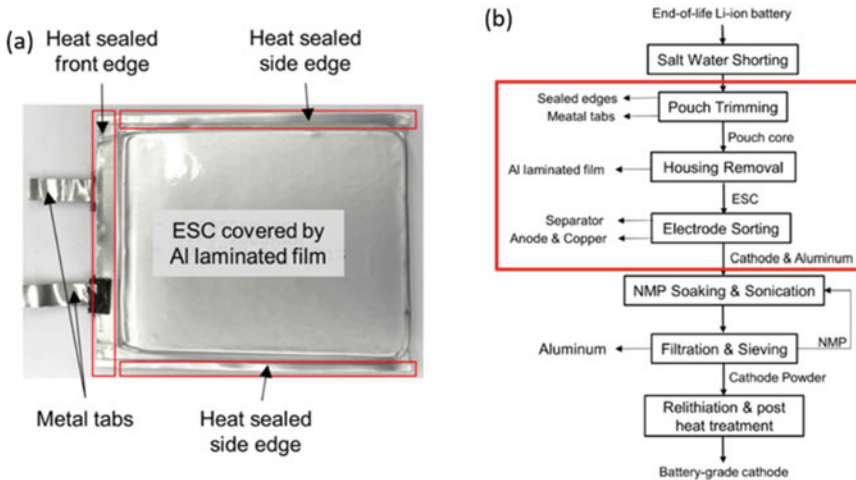 (a)
Heat sealed
front edge
Heat sealed
side edge
ESC covered by
Al laminated film
Metal tabs
Heat sealed
side edge
(b)
End-of-life Li-ion battery
Salt Water Shorting
Sealed edges
Meatal tabs
Pouch Trimming
Pouch core
Al laminated film
Housing Removal
ESC
Separator
Anode & Copper
Electrode Sorting
Cathode & Aluminum
NMP Soaking & Sonication
Aluminum
Filtration & Sieving
NMP
Cathode Powder
Relithiation & post
heat treatment
Battery-grade cathode